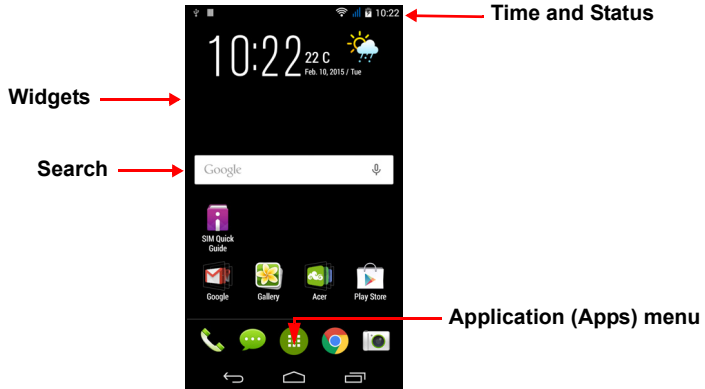 10:22
Time and Status
10:22
22 C
Feb. 10, 2015 / Tue
Widgets
Search
Google
SIM Quick
Guide
Google Gallery Acer Play Store
Application (Apps) menu